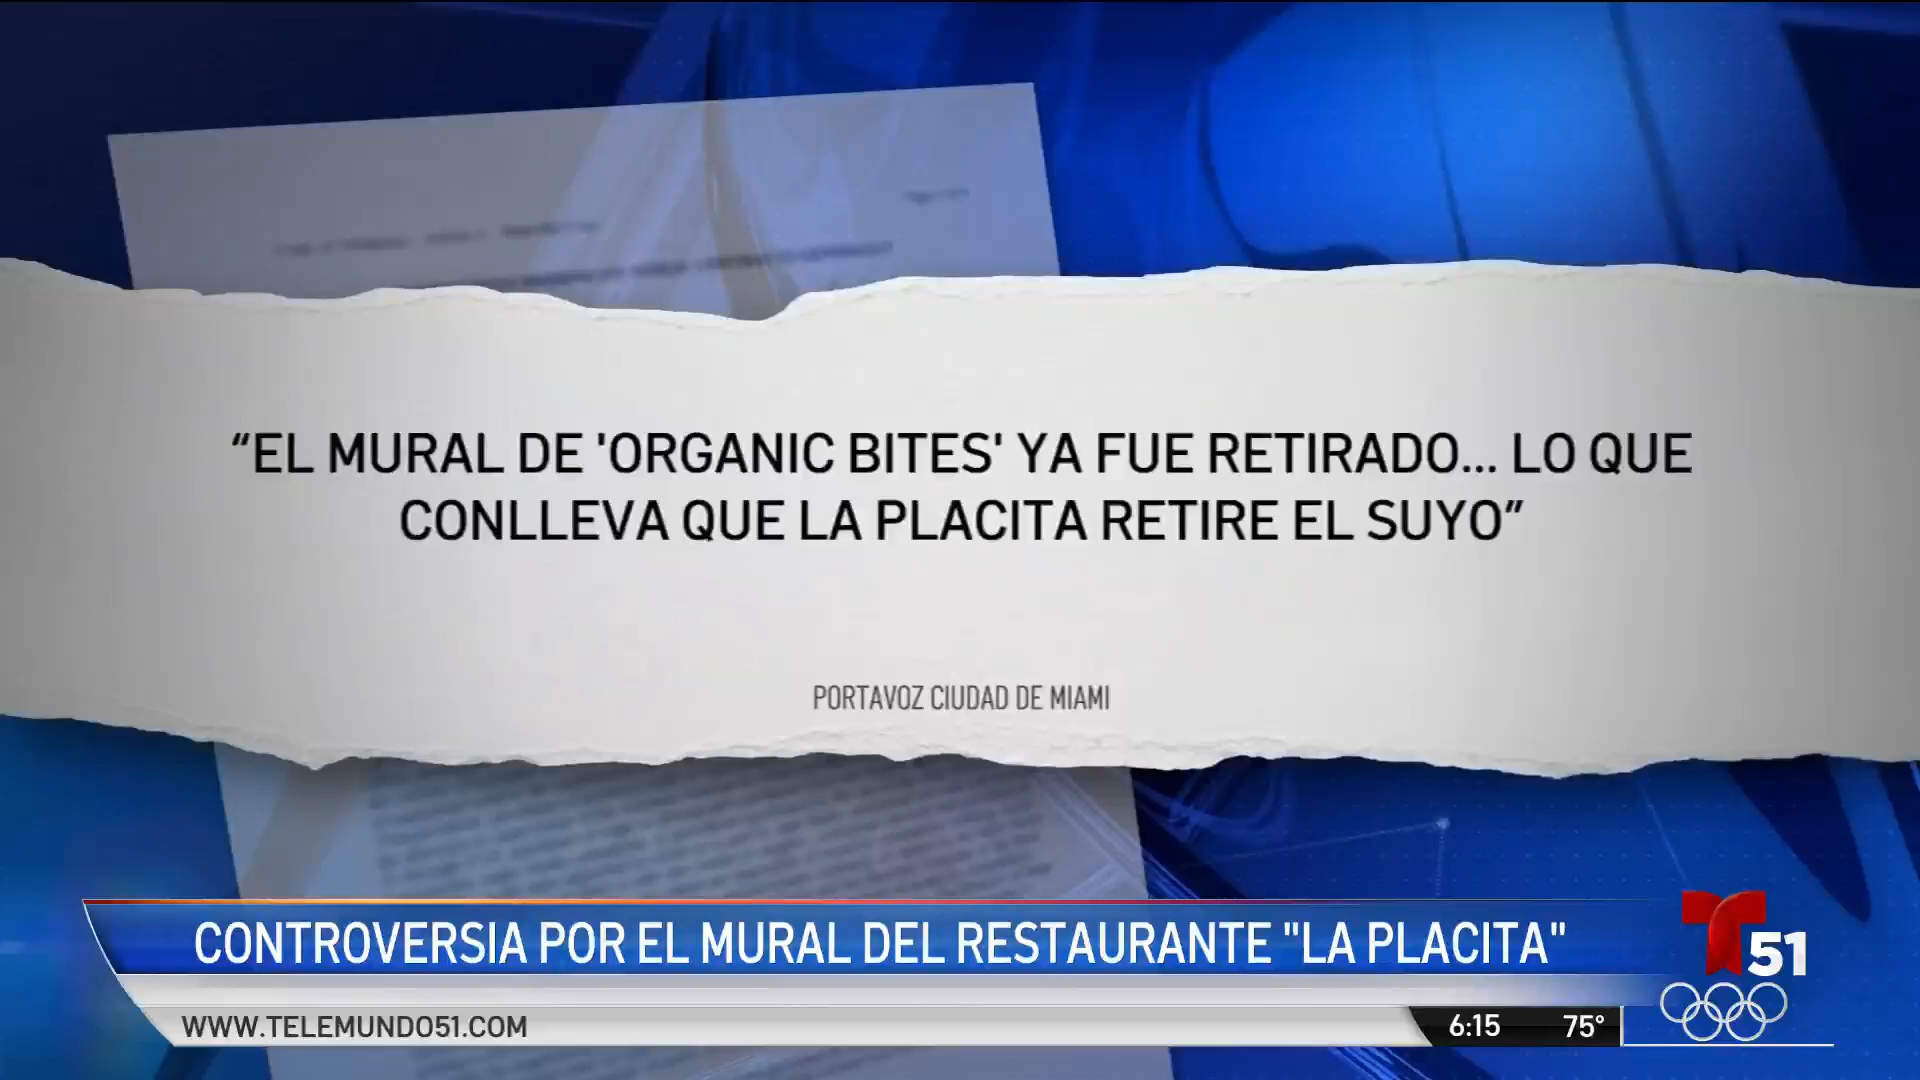 “EL MURAL DE 'ORGANIC BITES' YA FUE RETIRADO... LO QUE
CONLLEVA QUE LA PLACITA RETIRE EL SUYO”
PORTAVOZ CIUDAD DE MIAMI
CONTROVERSIA POR EL MURAL DEL RESTAURANTE "LA PLACITA"
51
WWW.TELEMUNDO51.COM
6:15 75°